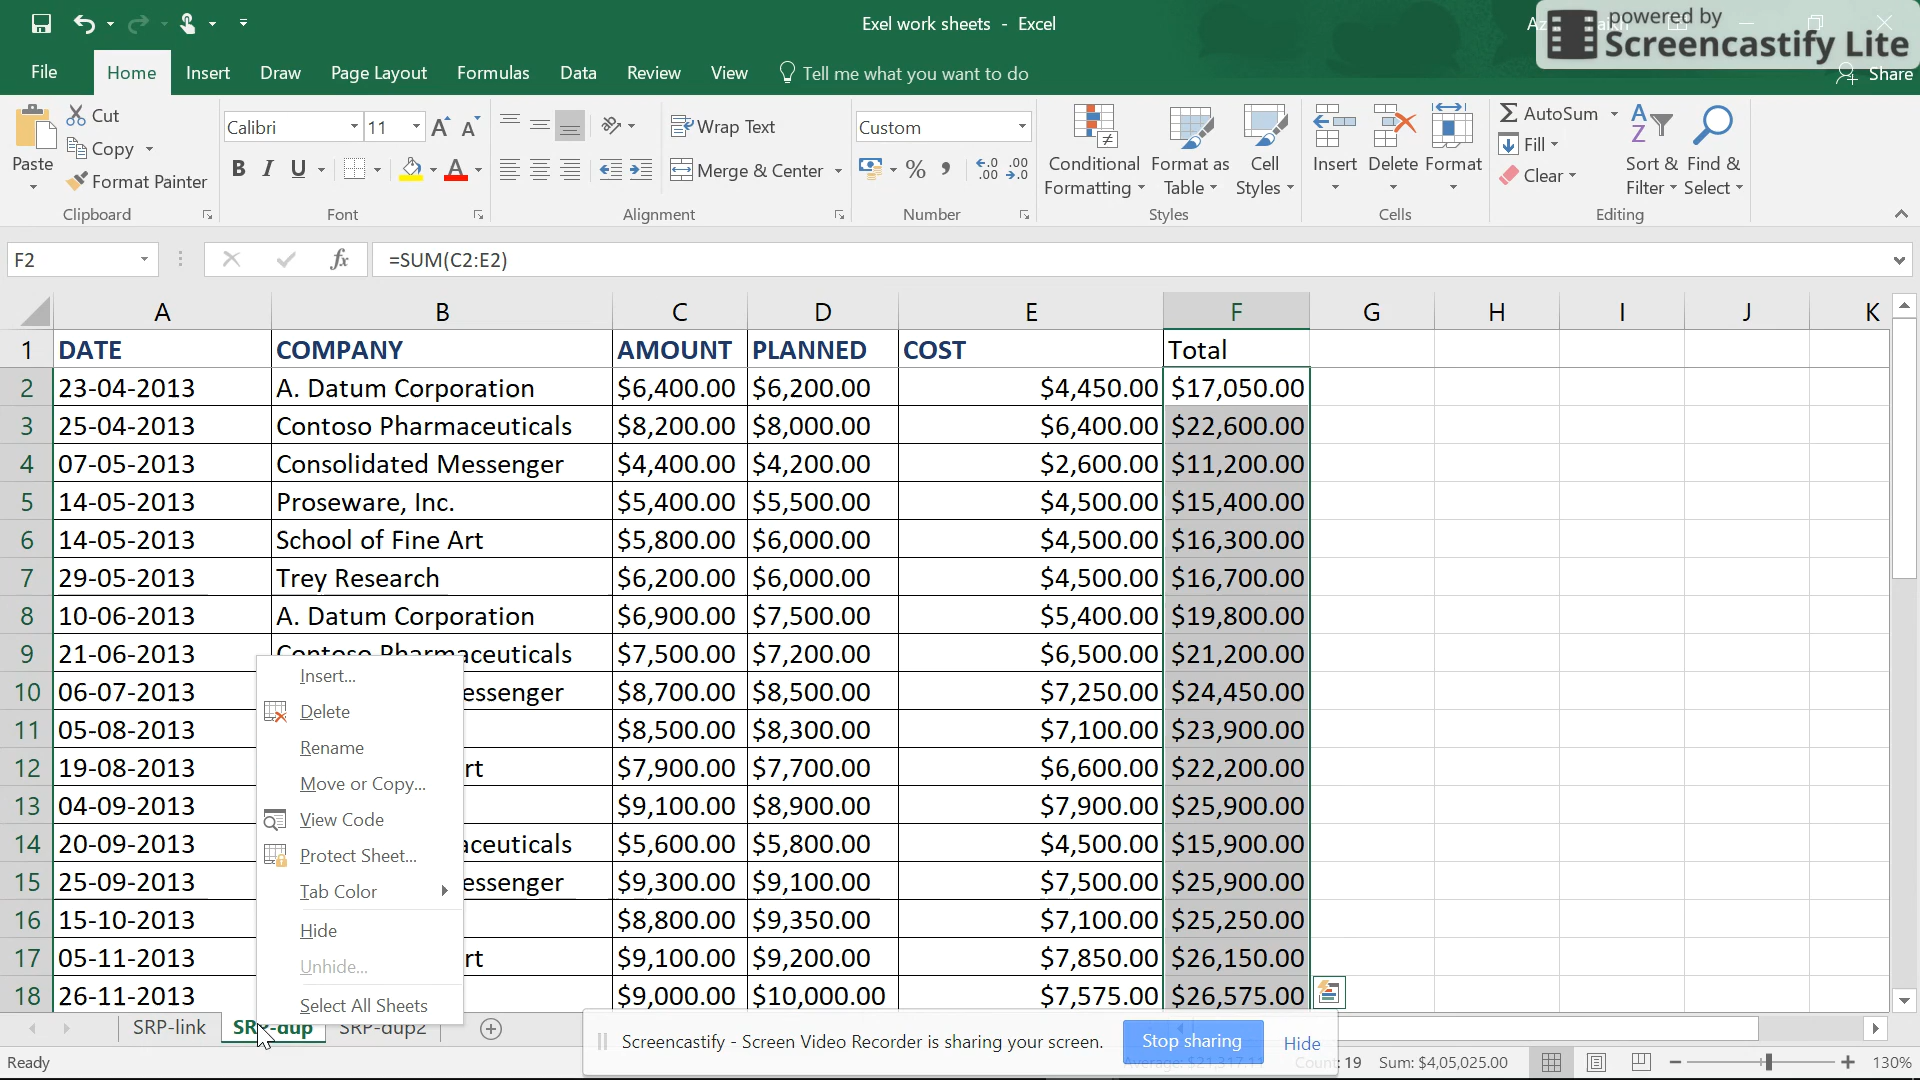 Exel work sheets - Excel
powered by
Screencastify Lite
File Home Insert Draw Page Layout Formulas Data Review View Tell me what you want to do Share
Cut
Copy
Format Painter
Paste
Clipboard
Calibri 11
B I U
Font
Wrap Text
Merge & Center
Alignment
Custom
%
Number
Conditional Formatting
Format as Table
Cell Styles
Styles
Insert Delete Format
Cells
AutoSum
Fill
Clear
Sort & Filter
Find & Select
Editing
F2 fx =SUM(C2:E2)
A B C D E F G H I J K
1 DATE COMPANY AMOUNT PLANNED COST Total
2 23-04-2013 A. Datum Corporation $6,400.00 $6,200.00 $4,450.00 $17,050.00
3 25-04-2013 Contoso Pharmaceuticals $8,200.00 $8,000.00 $6,400.00 $22,600.00
4 07-05-2013 Consolidated Messenger $4,400.00 $4,200.00 $2,600.00 $11,200.00
5 14-05-2013 Proseware, Inc. $5,400.00 $5,500.00 $4,500.00 $15,400.00
6 14-05-2013 School of Fine Art $5,800.00 $6,000.00 $4,500.00 $16,300.00
7 29-05-2013 Trey Research $6,200.00 $6,000.00 $4,500.00 $16,700.00
8 10-06-2013 A. Datum Corporation $6,900.00 $7,500.00 $5,400.00 $19,800.00
9 21-06-2013 Contoso Pharmaceuticals $7,500.00 $7,200.00 $6,500.00 $21,200.00
10 06-07-2013 essenger $8,700.00 $8,500.00 $7,250.00 $24,450.00
11 05-08-2013 $8,500.00 $8,300.00 $7,100.00 $23,900.00
12 19-08-2013 rt $7,900.00 $7,700.00 $6,600.00 $22,200.00
13 04-09-2013 $9,100.00 $8,900.00 $7,900.00 $25,900.00
14 20-09-2013 aceuticals $5,600.00 $5,800.00 $4,500.00 $15,900.00
15 25-09-2013 essenger $9,300.00 $9,100.00 $7,500.00 $25,900.00
16 15-10-2013 $8,800.00 $9,350.00 $7,100.00 $25,250.00
17 05-11-2013 rt $9,100.00 $9,200.00 $7,850.00 $26,150.00
18 26-11-2013 $9,000.00 $10,000.00 $7,575.00 $26,575.00
Insert...
Delete
Rename
Move or Copy...
View Code
Protect Sheet...
Tab Color
Hide
Unhide...
Select All Sheets
SRP-link SRP-dup SRP-dup2
Screencastify - Screen Video Recorder is sharing your screen. Stop sharing Hide
Ready Count: 19 Sum: $4,05,025.00 130%